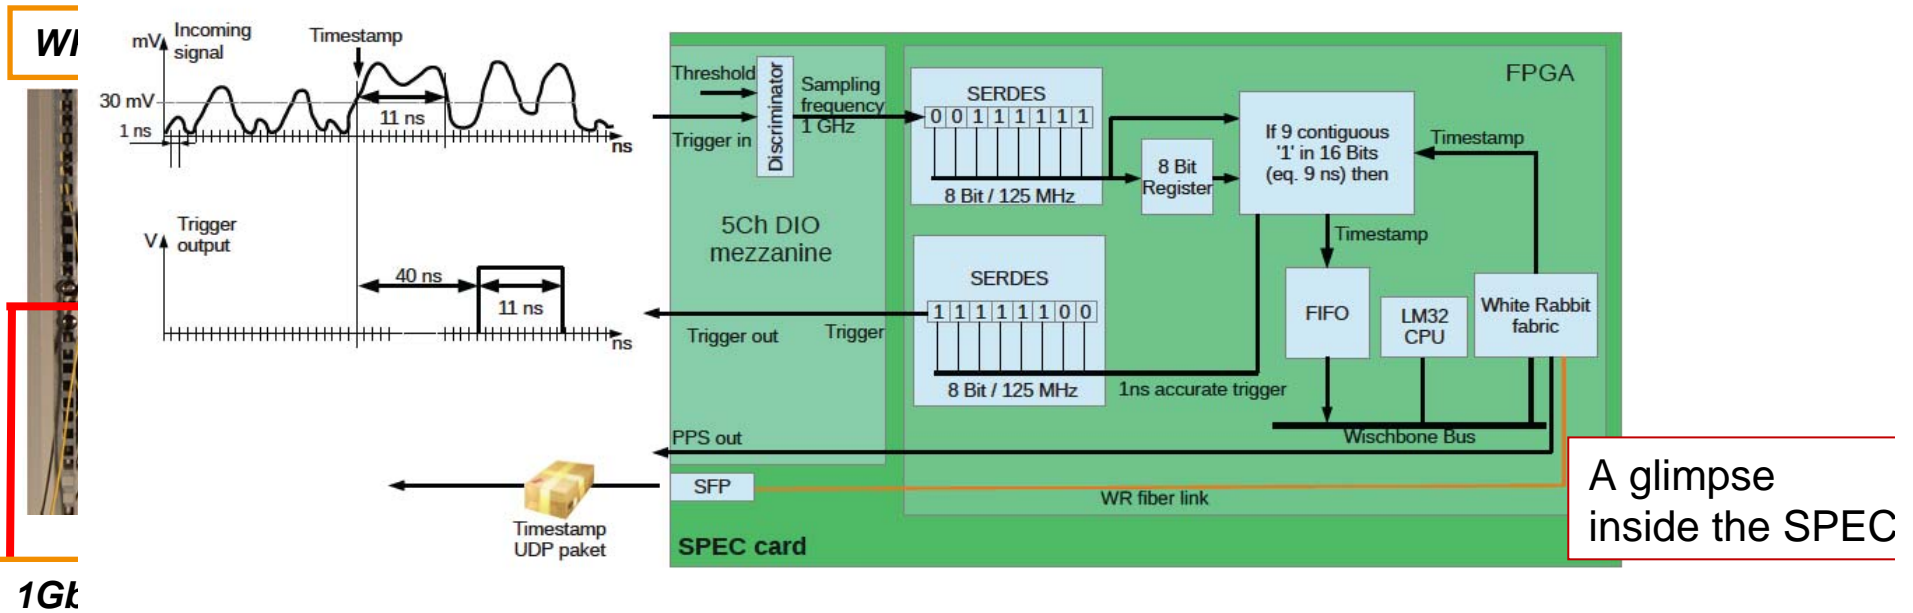 Incoming
signal
mV
Timestamp
30 mV
1 ns
11 ns
ns
Trigger
output
V
40 ns
11 ns
ns
Threshold
Trigger in
Discriminator
Sampling
frequency
1 GHz
5Ch DIO
mezzanine
Trigger out
Trigger
PPS out
SFP
Timestamp
UDP paket
SPEC card
FPGA
SERDES
0 0 1 1 1 1 1 1
8 Bit / 125 MHz
8 Bit
Register
If 9 contiguous
'1' in 16 Bits
(eq. 9 ns) then
Timestamp
Timestamp
SERDES
1 1 1 1 1 1 0 0
8 Bit / 125 MHz
1ns accurate trigger
FIFO
LM32
CPU
White Rabbit
fabric
Wischbone Bus
WR fiber link
A glimpse
inside the SPEC